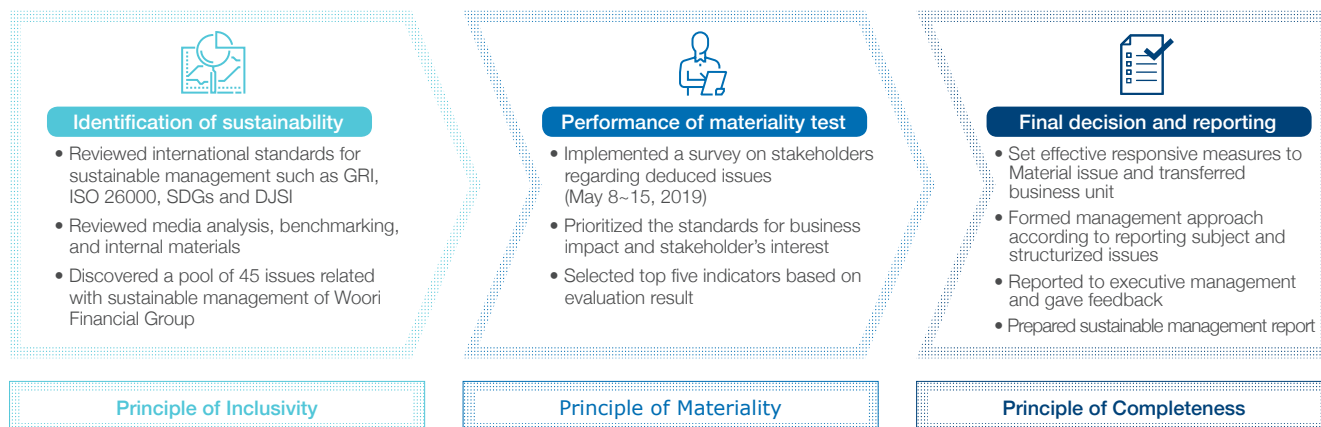 Identification of sustainability
• Reviewed international standards for
sustainable management such as GRI,
ISO 26000, SDGs and DJSI
• Reviewed media analysis, benchmarking,
and internal materials
• Discovered a pool of 45 issues related
with sustainable management of Woori
Financial Group
Principle of Inclusivity
Performance of materiality test
• Implemented a survey on stakeholders
regarding deduced issues
(May 8~15, 2019)
• Prioritized the standards for business
impact and stakeholder’s interest
• Selected top five indicators based on
evaluation result
Principle of Materiality
Final decision and reporting
• Set effective responsive measures to
Material issue and transferred
business unit
• Formed management approach
according to reporting subject and
structurized issues
• Reported to executive management
and gave feedback
• Prepared sustainable management report
Principle of Completeness